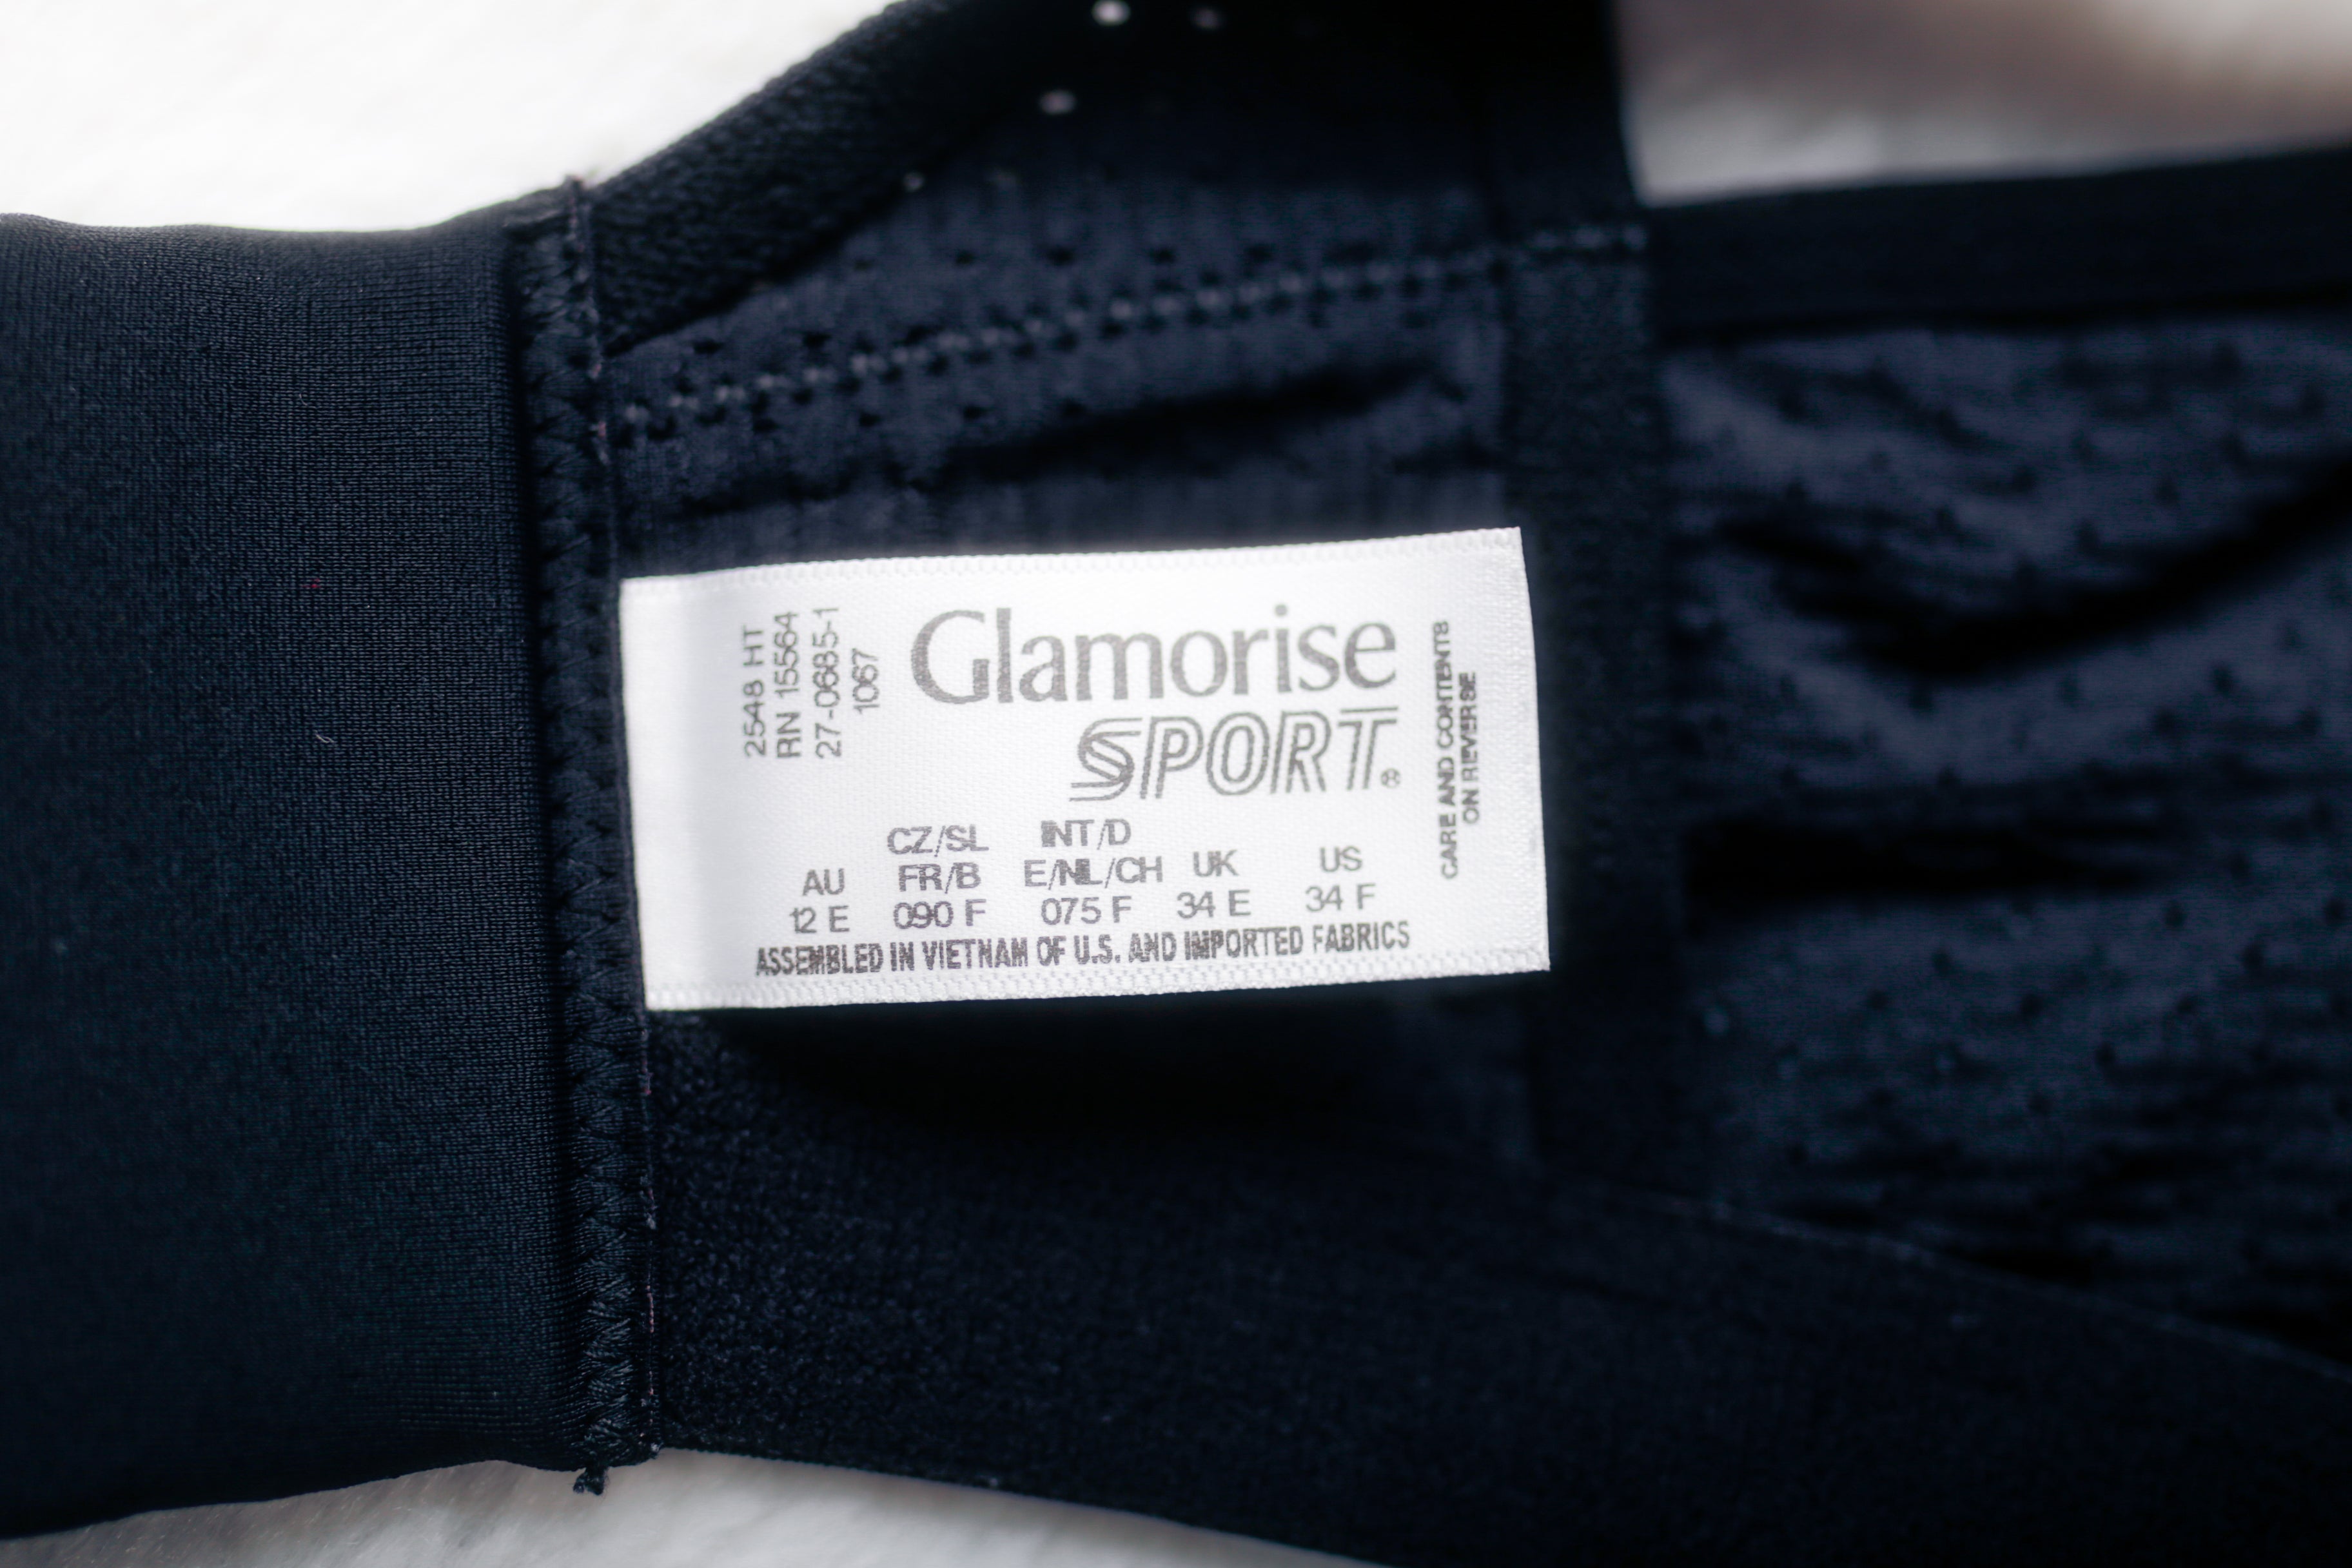 2548 HT
RN 15564
27-0685-1
1067
Glamorise
SPORT®
CARE AND CONTENTS
ON REVERSE
CZ/SL INT/D
AU FR/B E/NL/CH UK US
12 E 090 F 075 F 34 E 34 F
ASSEMBLED IN VIETNAM OF U.S. AND IMPORTED FABRICS